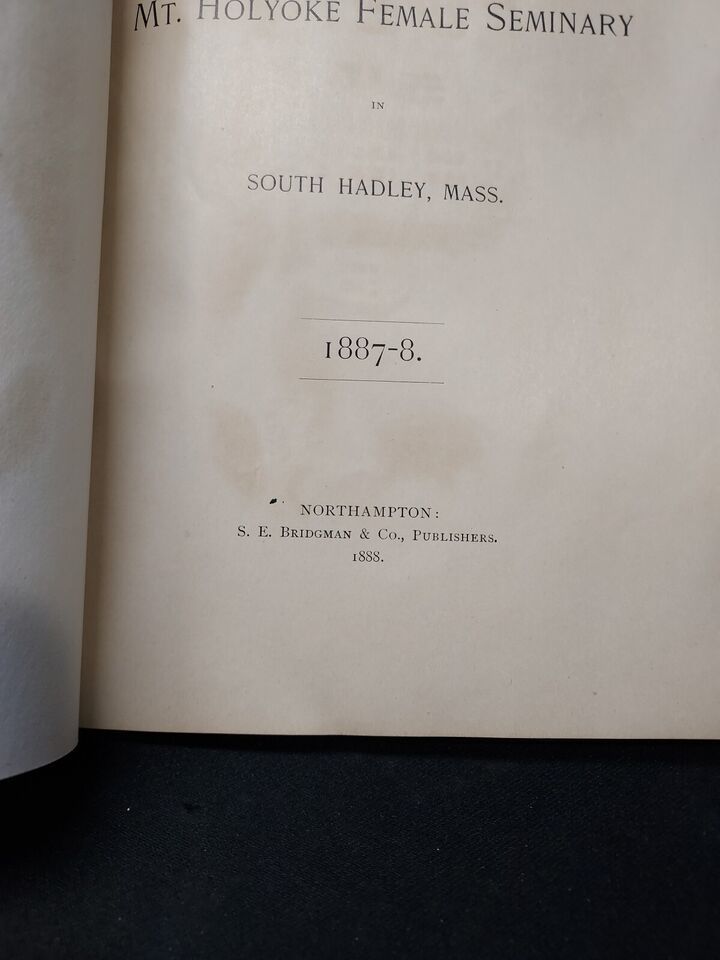 Mt. Holyoke Female Seminary
IN
SOUTH HADLEY, MASS.
1887-8.
NORTHAMPTON:
S. E. Bridgman & Co., Publishers.
1888.